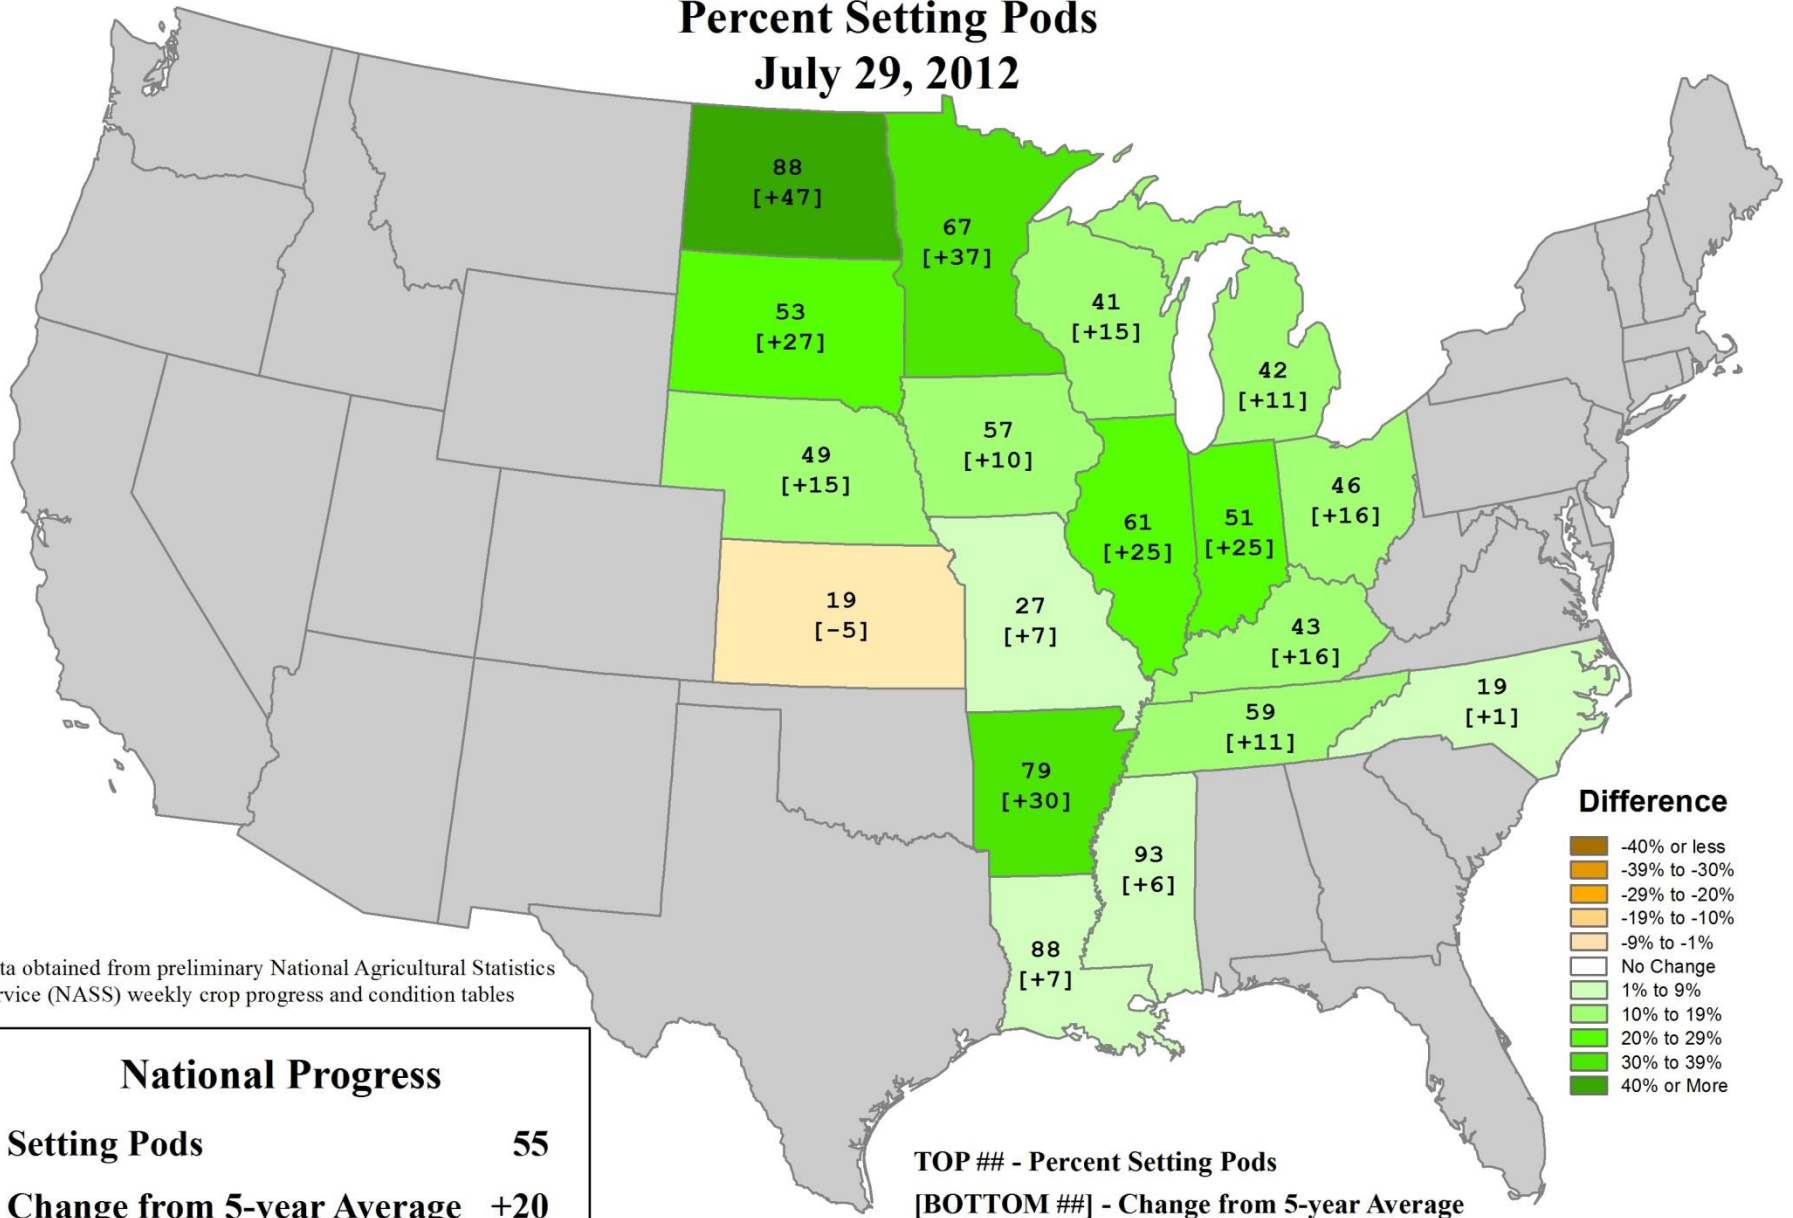 Percent Setting Pods
July 29, 2012
88
[+47]
67
[+37]
53
[+27]
41
[+15]
42
[+11]
49
[+15]
57
[+10]
61
[+25]
51
[+25]
46
[+16]
19
[-5]
27
[+7]
43
[+16]
59
[+11]
19
[+1]
79
[+30]
93
[+6]
88
[+7]
Difference
-40% or less
-39% to -30%
-29% to -20%
-19% to -10%
-9% to -1%
No Change
1% to 9%
10% to 19%
20% to 29%
30% to 39%
40% or More
ta obtained from preliminary National Agricultural Statistics
rvice (NASS) weekly crop progress and condition tables
National Progress
Setting Pods 55
Change from 5-year Average +20
TOP ## - Percent Setting Pods
[BOTTOM ##] - Change from 5-year Average